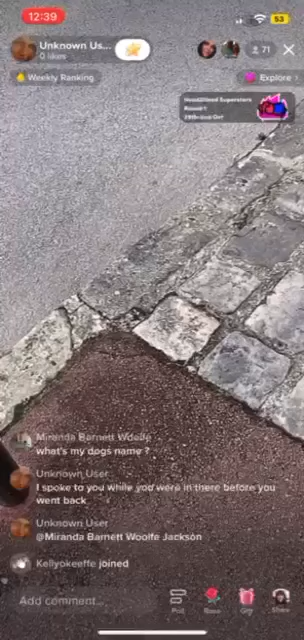 12:39
53
Unknown Us...
0 likes
71
Weekly Ranking
Explore
Miranda Barnett Woolfe
what's my dogs name ?
Unknown User
I spoke to you while you were in there before you
went back
Unknown User
@Miranda Barnett Woolfe Jackson
Kellyokeeffe joined
Add comment...
Poll
Rose
Gift
Share